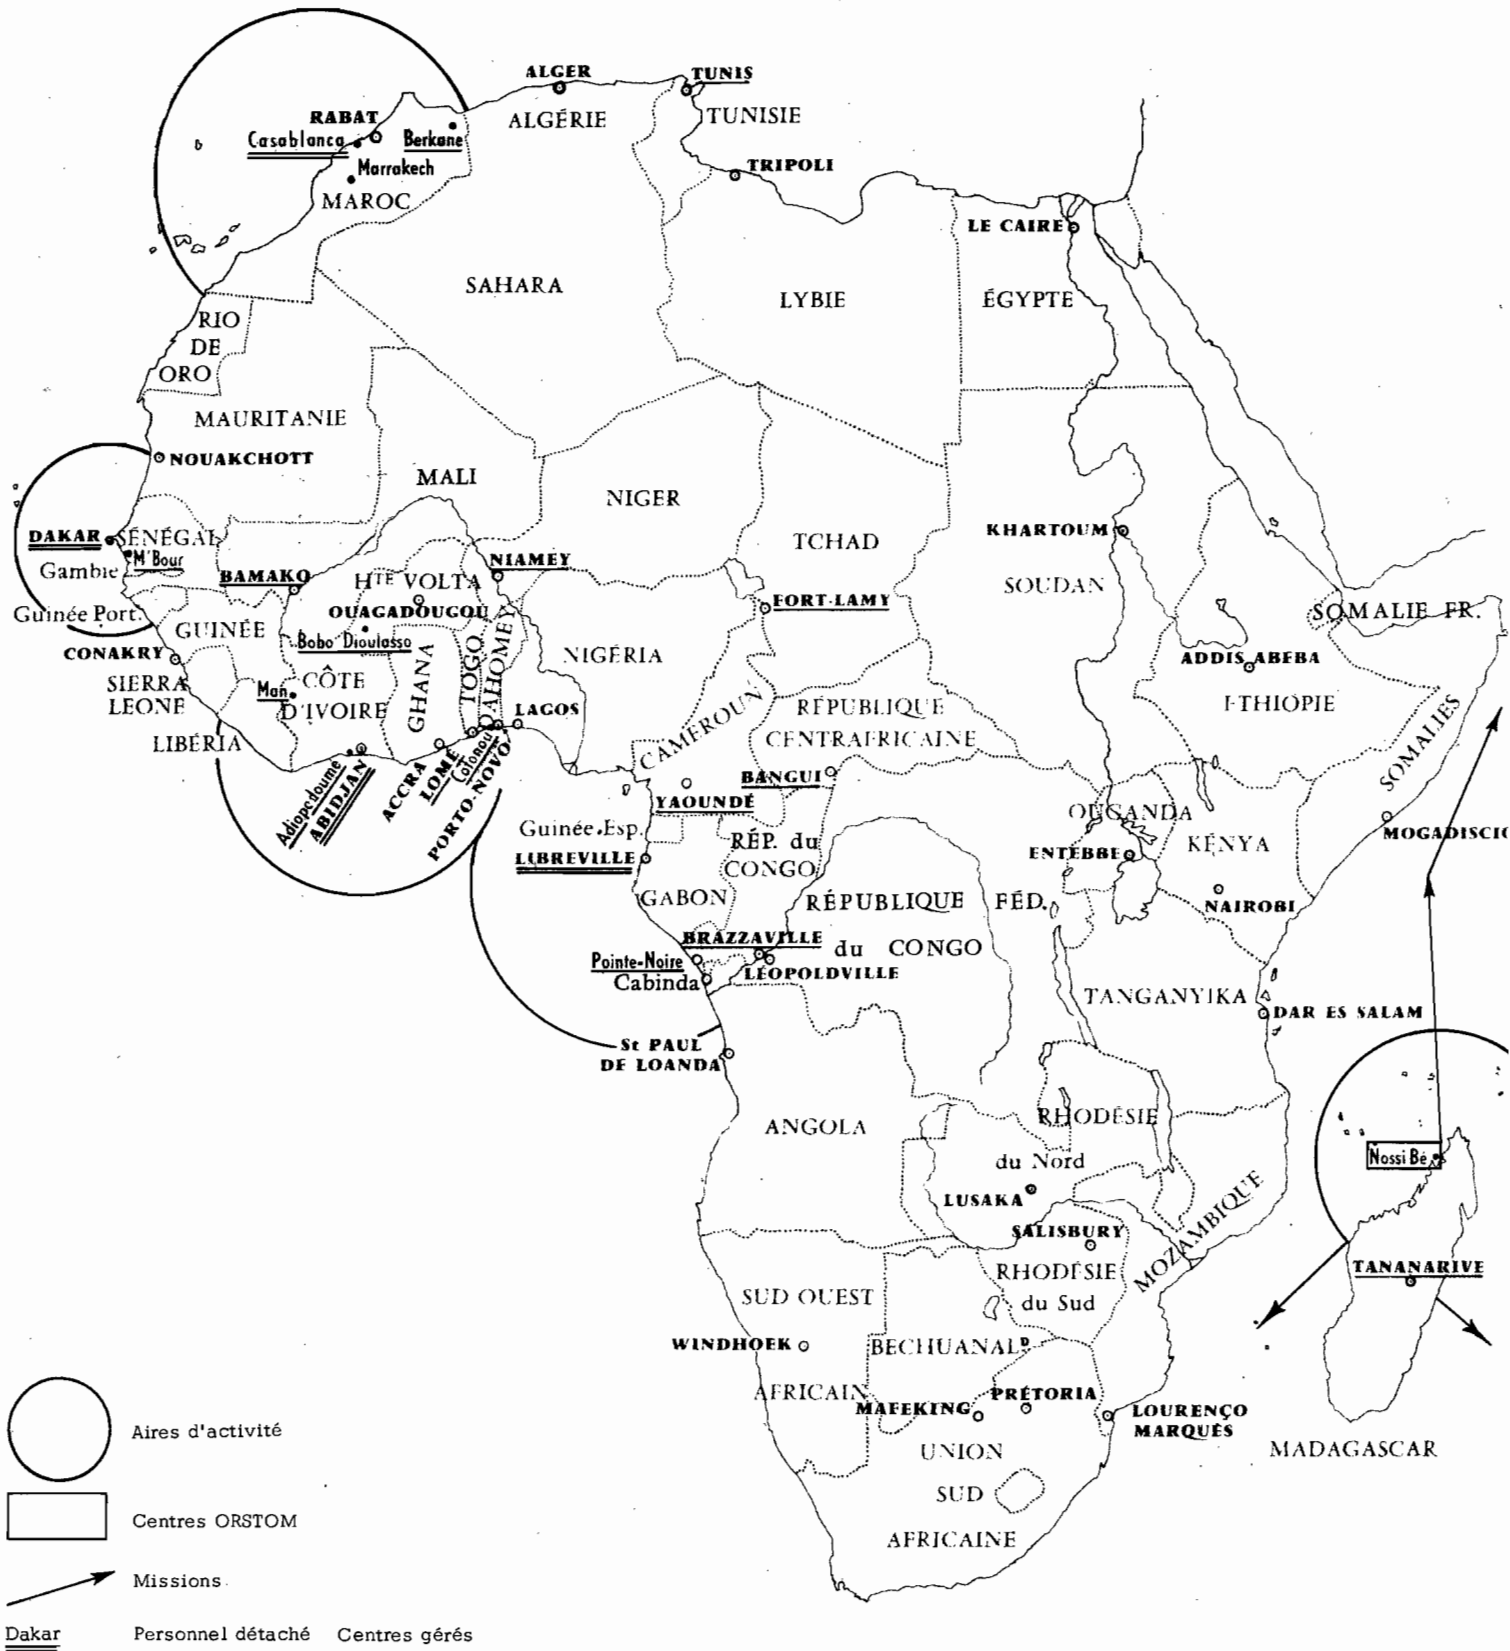 ALGER
TUNIS
ALGÉRIE
TUNISIE
RABAT
Casablanca
Berkane
Marrakech
MAROC
TRIPOLI
LE CAIRE
SAHARA
LYBIE
ÉGYPTE
RIO
DE
ORO
MAURITANIE
NOUAKCHOTT
MALI
NIGER
TCHAD
KHARTOUM
SOUDAN
DAKAR
SÉNÉGAL
M'Bour
Gambie
BAMAKO
NIAMEY
HTE VOLTA
OUAGADOUGOU
FORT-LAMY
SOMALIE FR.
Guinée Port.
GUINÉE
Bobo Dioulasso
CONAKRY
SIERRA
LEONE
Man
CÔTE
D'IVOIRE
GHANA
TOGO
DAHOMEY
NIGÉRIA
LAGOS
ADDIS ABEBA
ETHIOPIE
SOMALIES
LIBÉRIA
CAMEROUN
RÉPUBLIQUE
CENTRAFRICAINE
Adiopodoumé
ABIDJAN
ACCRA
LOMÉ
Cotonou
PORTO-NOVO
BANGUI
YAOUNDÉ
Guinée Esp.
LIBREVILLE
RÉP. du
CONGO
GABON
OUGANDA
ENTEBBE
KENYA
NAIROBI
MOGADISCIO
RÉPUBLIQUE
FÉD.
du CONGO
BRAZZAVILLE
Pointe-Noire
Cabinda
LÉOPOLDVILLE
TANGANYIKA
DAR ES SALAM
St PAUL
DE LOANDA
ANGOLA
RHODÉSIE
du Nord
LUSAKA
SALISBURY
MOZAMBIQUE
Nossi Bé
TANANARIVE
RHODÉSIE
du Sud
SUD OUEST
AFRICAIN
WINDHOEK
BECHUANALD
MAFEKING
PRÉTORIA
LOURENÇO
MARQUÈS
MADAGASCAR
UNION
SUD
AFRICAINE
Aires d'activité
Centres ORSTOM
Missions
Dakar Personnel détaché Centres gérés